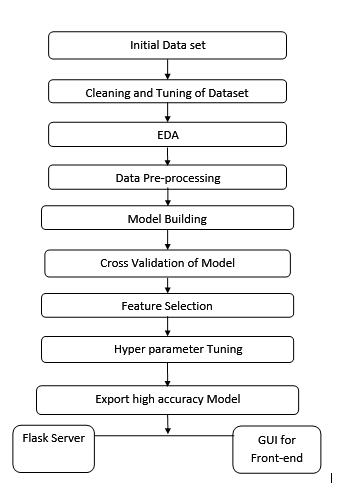 Initial Data set
Cleaning and Tuning of Dataset
EDA
Data Pre-processing
Model Building
Cross Validation of Model
Feature Selection
Hyper parameter Tuning
Export high accuracy Model
Flask Server
GUI for
Front-end